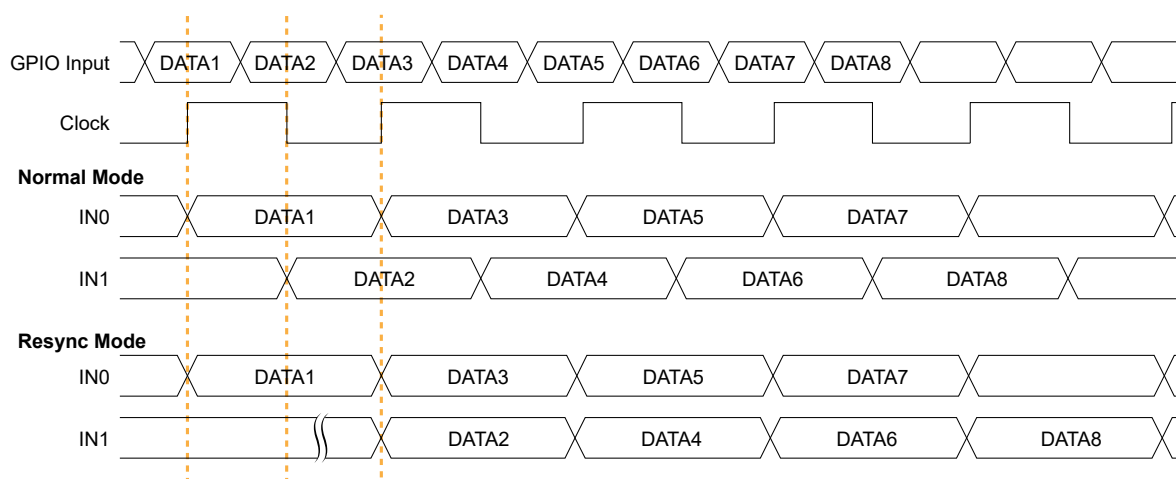 GPIO Input DATA1 DATA2 DATA3 DATA4 DATA5 DATA6 DATA7 DATA8
Clock
Normal Mode
IN0 DATA1 DATA3 DATA5 DATA7
IN1 DATA2 DATA4 DATA6 DATA8
Resync Mode
IN0 DATA1 DATA3 DATA5 DATA7
IN1 DATA2 DATA4 DATA6 DATA8